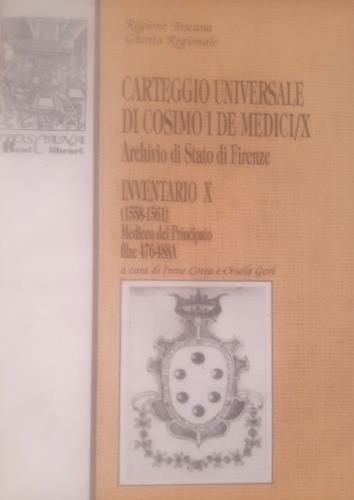 Regione Toscana
Giunta Regionale
CARTEGGIO UNIVERSALE
DI COSIMO I DE MEDICI/X
Archivio di Stato di Firenze
INVENTARIO X
(1558-1561)
Mediceo del Principato
filze 476-488A
a cura di Irene Cotta e Orsola Gori
TOSCANA
Beni Librari